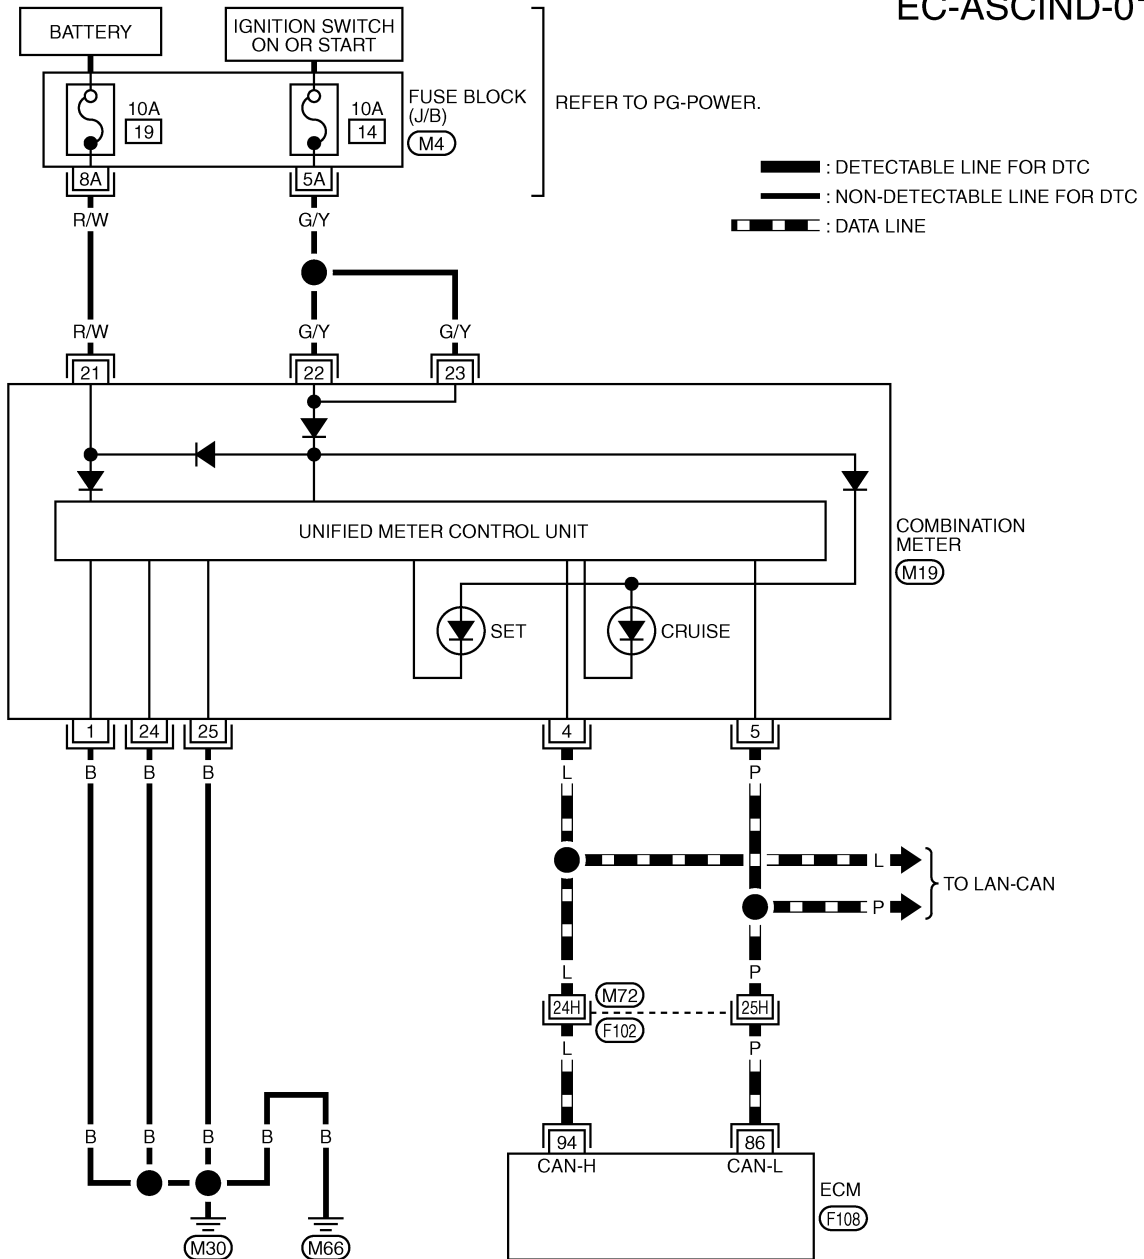 EC-ASCIND-01
BATTERY
IGNITION SWITCH
ON OR START
10A
19
10A
14
FUSE BLOCK
(J/B)
M4
REFER TO PG-POWER.
8A
5A
: DETECTABLE LINE FOR DTC
: NON-DETECTABLE LINE FOR DTC
: DATA LINE
R/W
G/Y
R/W
G/Y
G/Y
21
22
23
UNIFIED METER CONTROL UNIT
COMBINATION
METER
M19
SET
CRUISE
1
24
25
4
5
B
B
B
L
P
L
TO LAN-CAN
P
L
P
24H
M72
25H
F102
L
P
B
B
B
B
B
94
86
CAN-H
CAN-L
ECM
F108
M30
M66